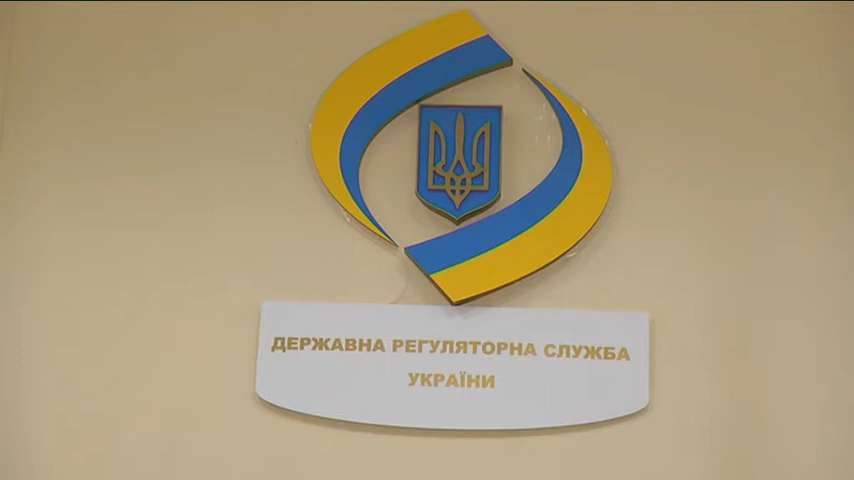 ДЕРЖАВНА РЕГУЛЯТОРНА СЛУЖБА
УКРАЇНИ